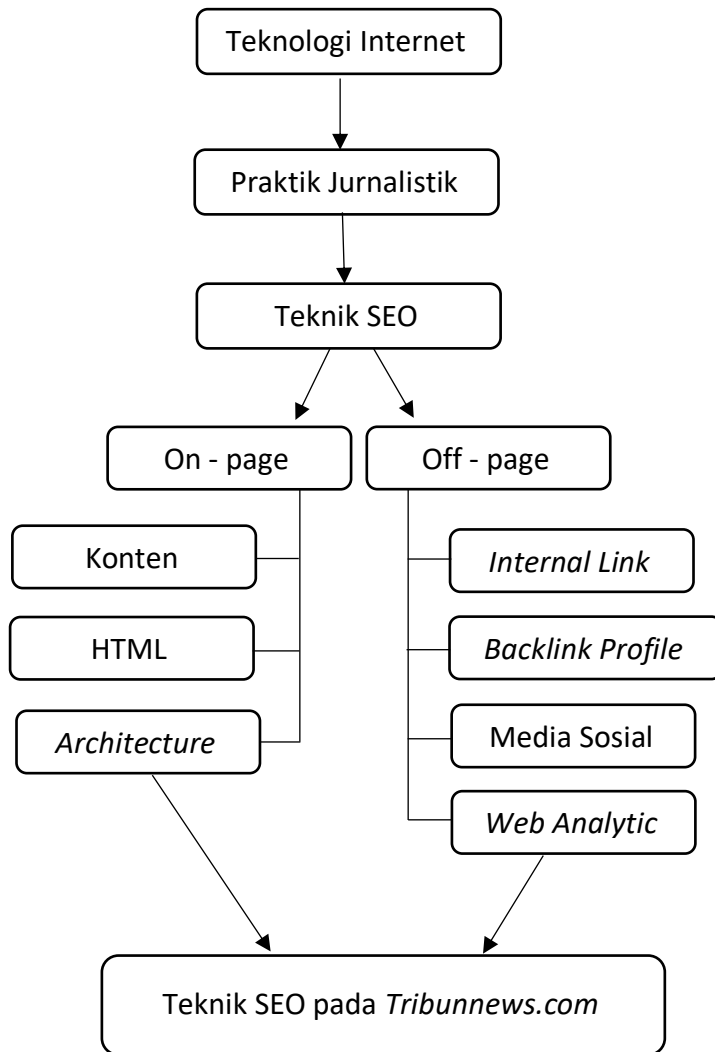 Teknologi Internet
Praktik Jurnalistik
Teknik SEO
On - page
Off - page
Konten
HTML
Architecture
Internal Link
Backlink Profile
Media Sosial
Web Analytic
Teknik SEO pada Tribunnews.com